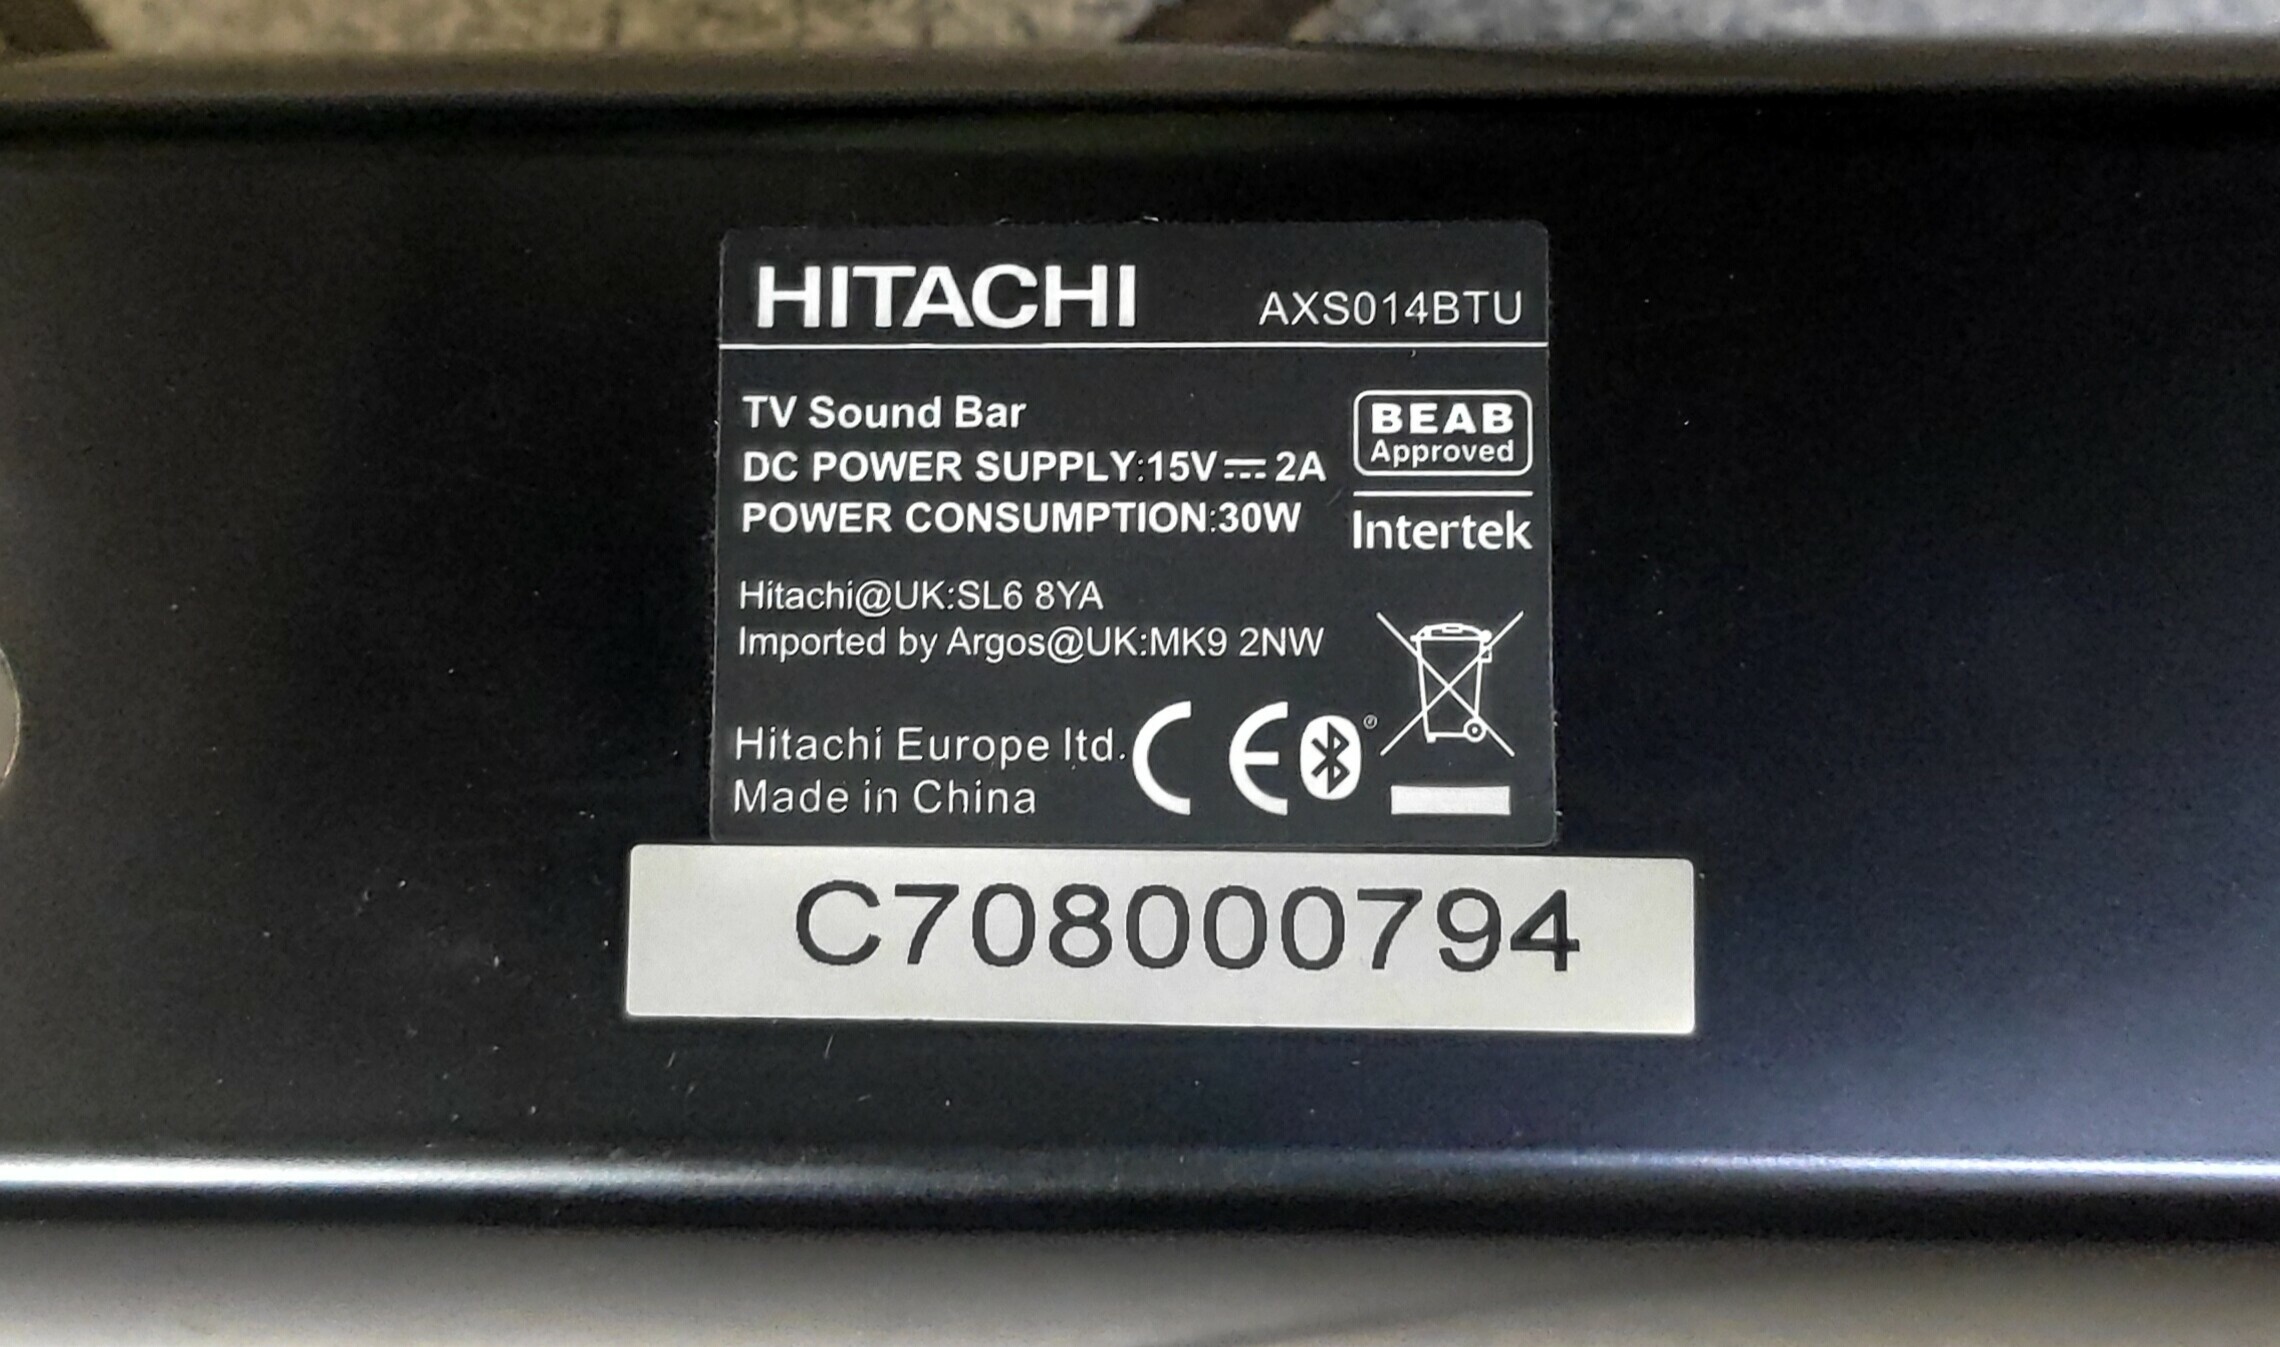 HITACHI AXS014BTU
TV Sound Bar
DC POWER SUPPLY:15V⎓2A
POWER CONSUMPTION:30W
BEAB
Approved
Intertek
Hitachi@UK:SL6 8YA
Imported by Argos@UK:MK9 2NW
Hitachi Europe ltd. CE
Made in China
C708000794